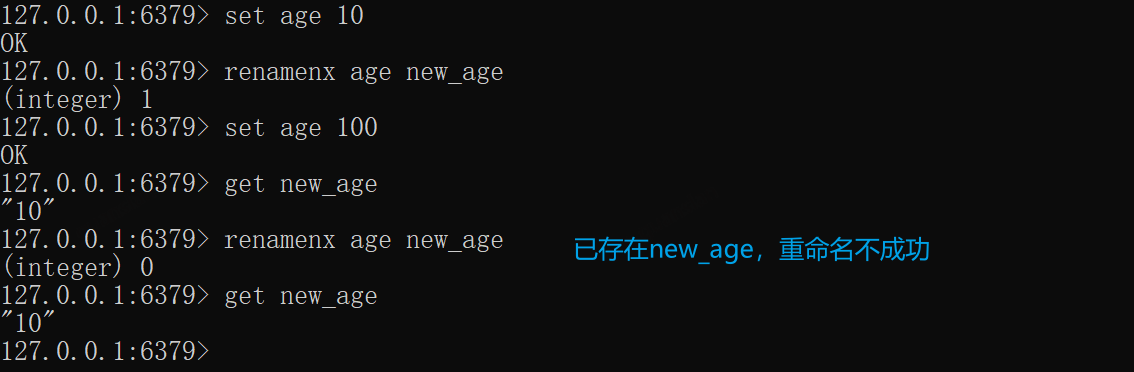 127.0.0.1:6379> set age 10
OK
127.0.0.1:6379> renamenx age new_age
(integer) 1
127.0.0.1:6379> set age 100
OK
127.0.0.1:6379> get new_age
"10"
127.0.0.1:6379> renamenx age new_age
已存在new_age，重命名不成功
(integer) 0
127.0.0.1:6379> get new_age
"10"
127.0.0.1:6379>